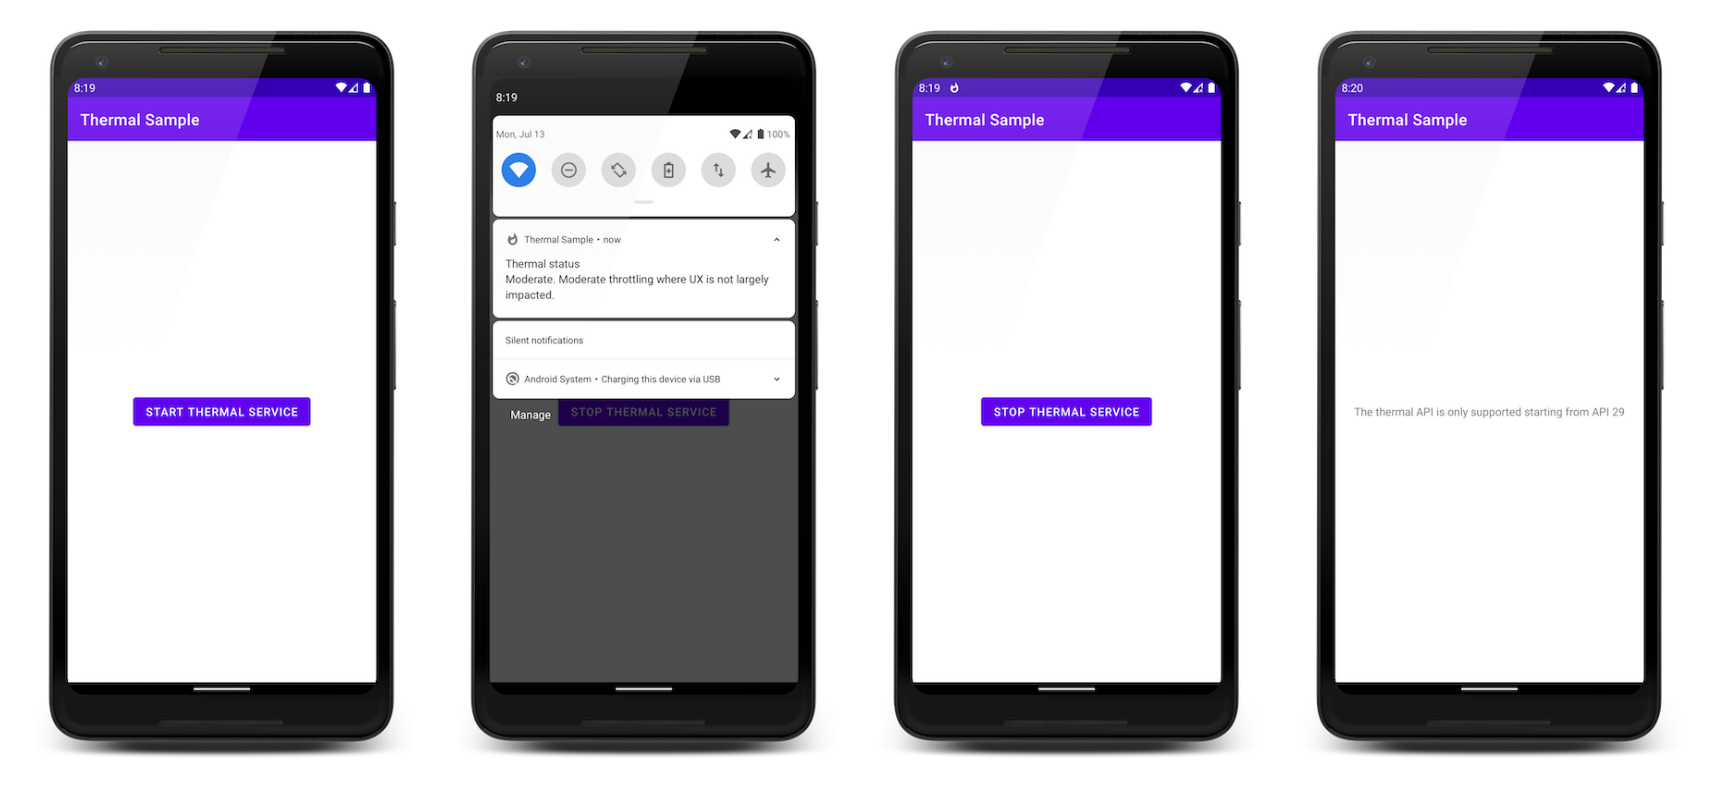 8:19
Thermal Sample
START THERMAL SERVICE
8:19
Mon, Jul 13
100%
Thermal Sample • now
Thermal status
Moderate. Moderate throttling where UX is not largely
impacted.
Silent notifications
Android System • Charging this device via USB
Manage
STOP THERMAL SERVICE
8:19
Thermal Sample
STOP THERMAL SERVICE
8:20
Thermal Sample
The thermal API is only supported starting from API 29